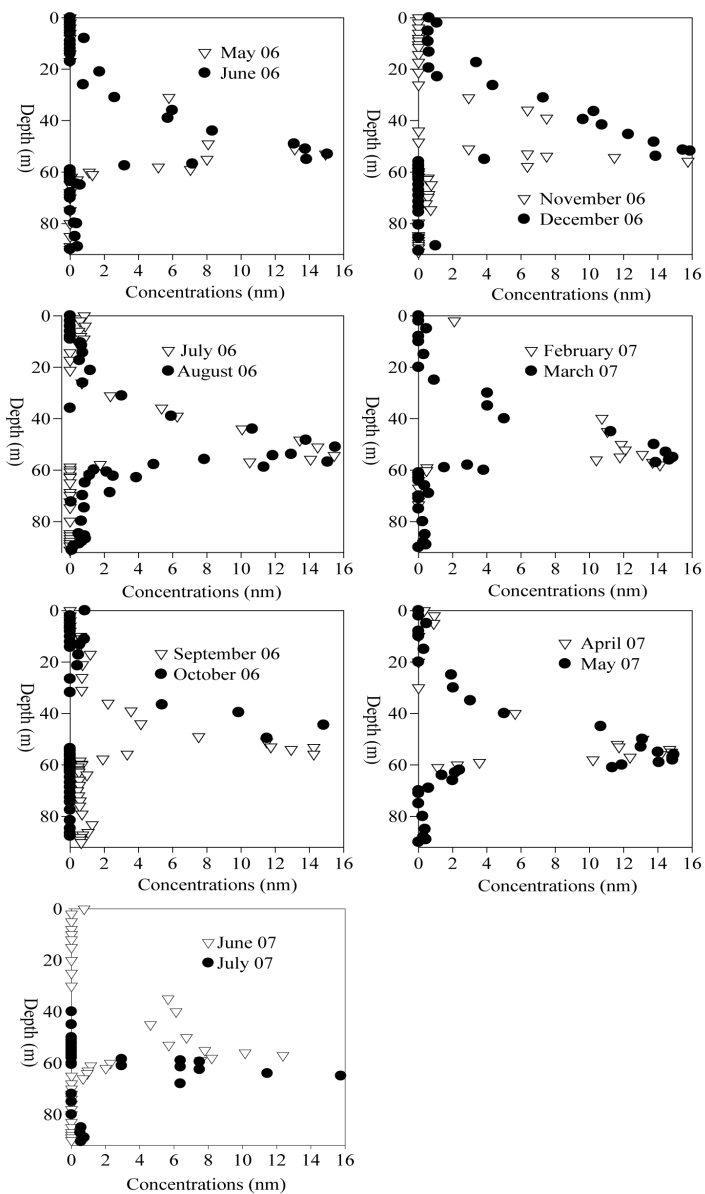 0
20
40
60
80
Depth (m)
May 06
June 06
0 2 4 6 8 10 12 14 16
Concentrations (nm)
0
20
40
60
80
Depth (m)
November 06
December 06
0 2 4 6 8 10 12 14 16
Concentrations (nm)
0
20
40
60
80
Depth (m)
July 06
August 06
0 2 4 6 8 10 12 14 16
Concentrations (nm)
0
20
40
60
80
Depth (m)
February 07
March 07
0 2 4 6 8 10 12 14 16
Concentrations (nm)
0
20
40
60
80
Depth (m)
September 06
October 06
0 2 4 6 8 10 12 14 16
Concentrations (nm)
0
20
40
60
80
Depth (m)
April 07
May 07
0 2 4 6 8 10 12 14 16
Concentrations (nm)
0
20
40
60
80
Depth (m)
June 07
July 07
0 2 4 6 8 10 12 14 16
Concentrations (nm)